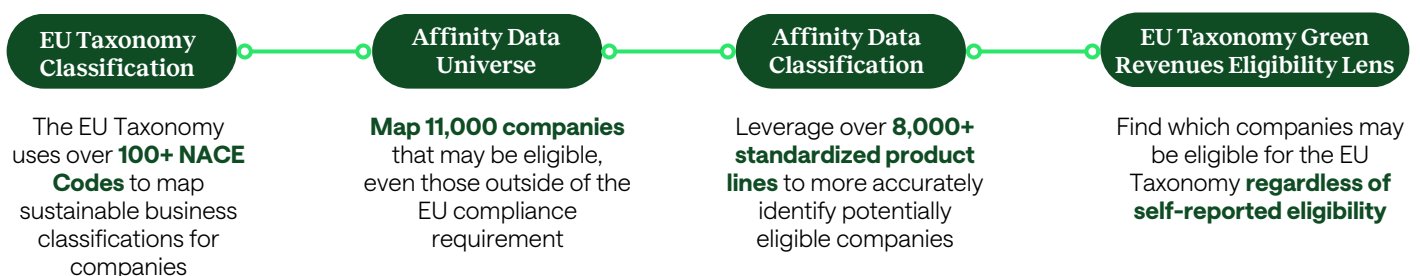 EU Taxonomy
Classification
The EU Taxonomy
uses over 100+ NACE
Codes to map
sustainable business
classifications for
companies
Affinity Data
Universe
Map 11,000 companies
that may be eligible,
even those outside of the
EU compliance
requirement
Affinity Data
Classification
Leverage over 8,000+
standardized product
lines to more accurately
identify potentially
eligible companies
EU Taxonomy Green
Revenues Eligibility Lens
Find which companies may
be eligible for the EU
Taxonomy regardless of
self-reported eligibility